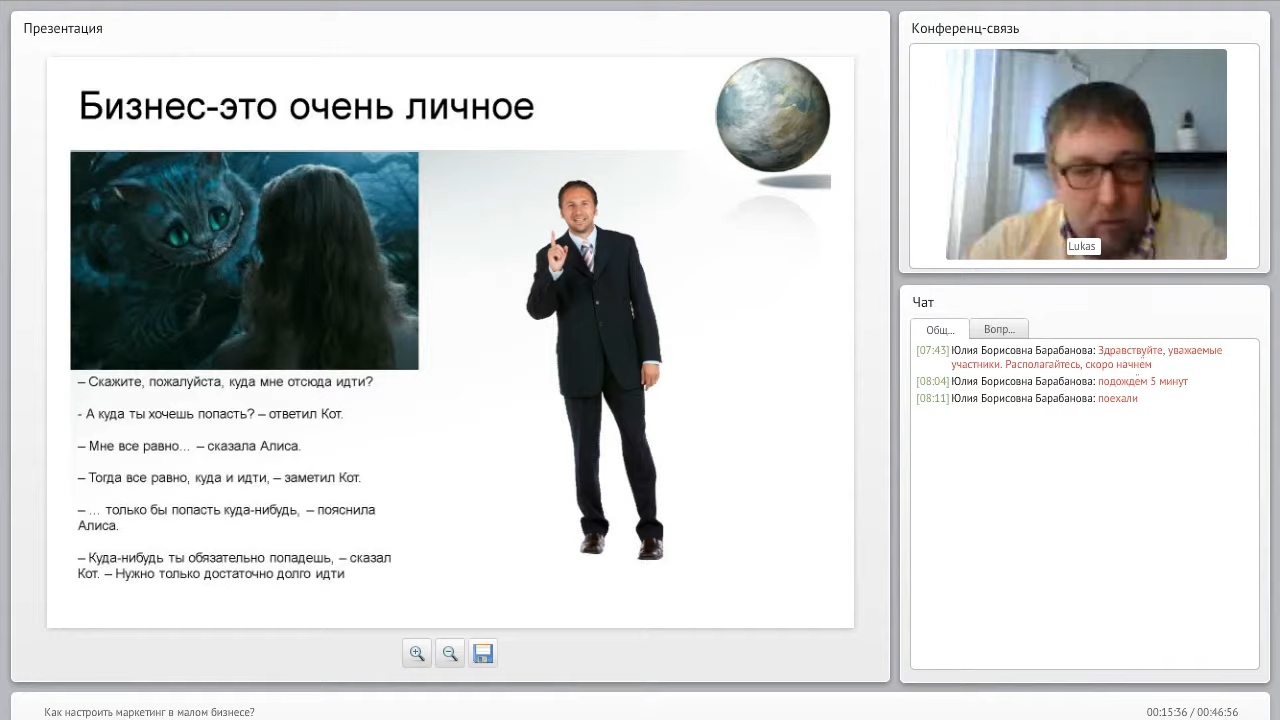 Презентация
Бизнес-это очень личное
– Скажите, пожалуйста, куда мне отсюда идти?
- А куда ты хочешь попасть? – ответил Кот.
– Мне все равно... – сказала Алиса.
– Тогда все равно, куда и идти, – заметил Кот.
– ... только бы попасть куда-нибудь, – пояснила
Алиса.
– Куда-нибудь ты обязательно попадешь, – сказал
Кот. – Нужно только достаточно долго идти
Конференц-связь
Lukas
Чат
Общ...
Вопр...
[07:43] Юлия Борисовна Барабанова: Здравствуйте, уважаемые
участники. Располагайтесь, скоро начнём
[08:04] Юлия Борисовна Барабанова: подождём 5 минут
[08:11] Юлия Борисовна Барабанова: поехали
Как настроить маркетинг в малом бизнесе?
00:15:36 / 00:46:56